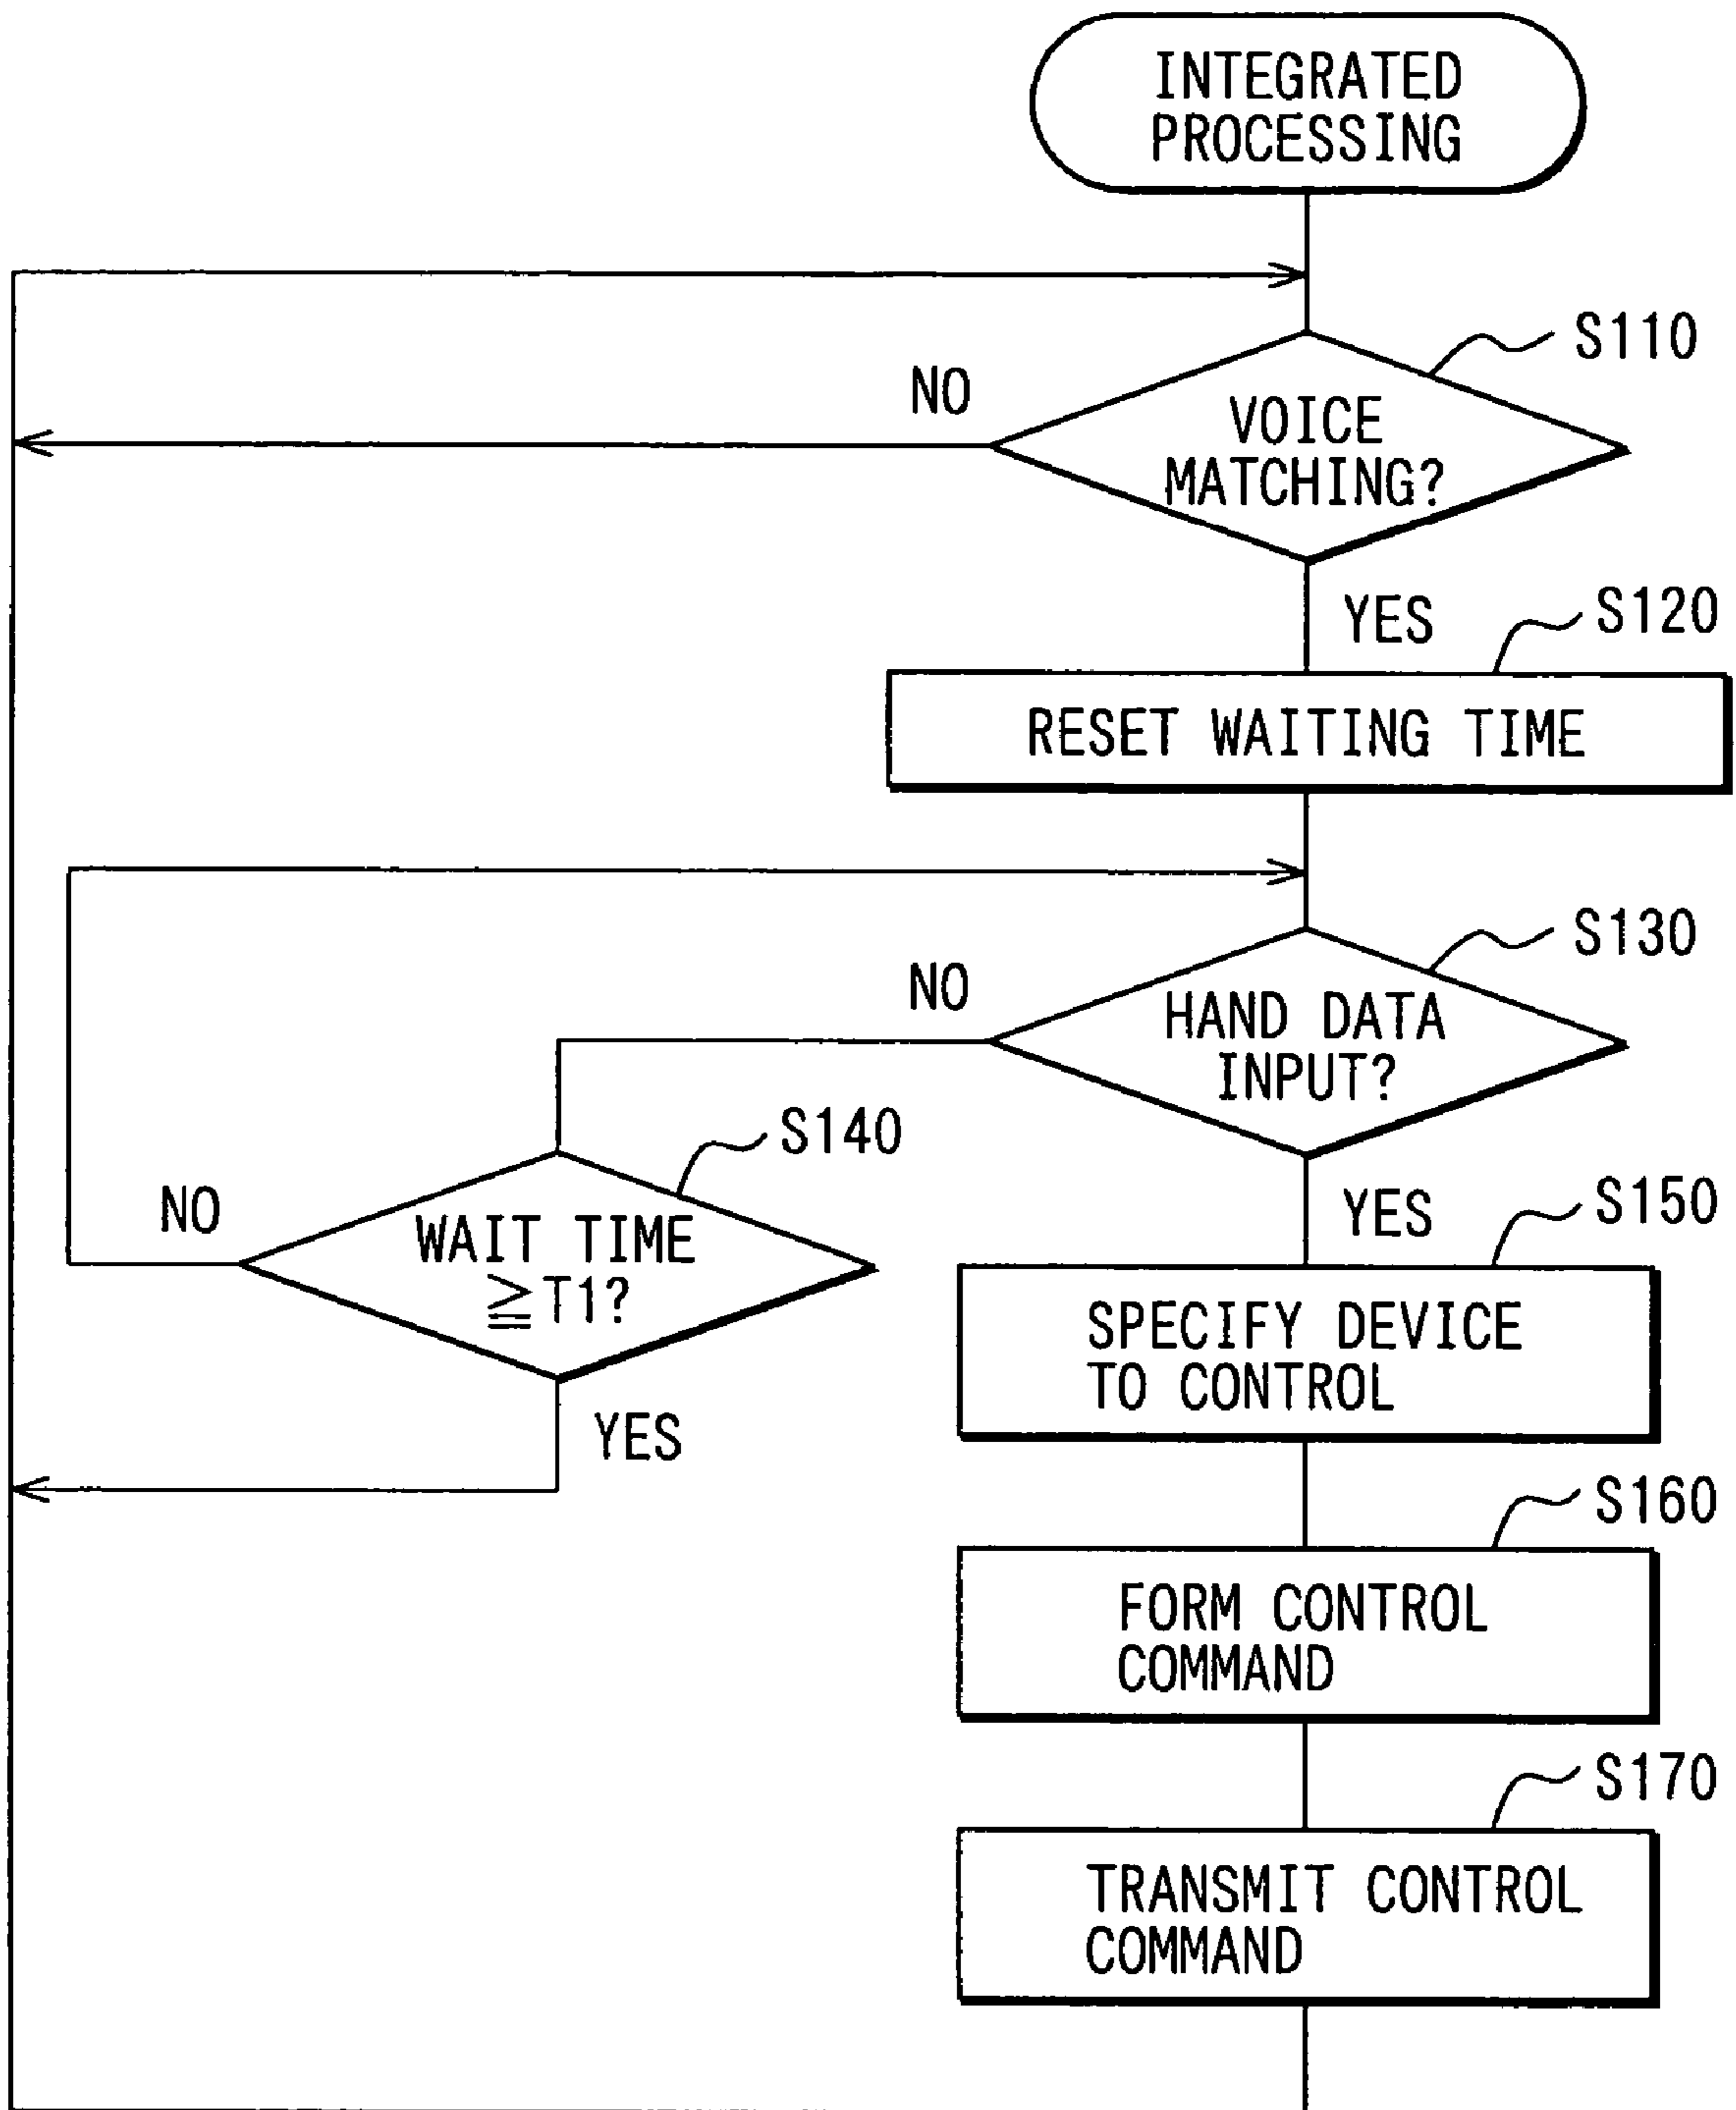 INTEGRATED
PROCESSING
S110
NO
VOICE
MATCHING?
YES
S120
RESET WAITING TIME
S130
NO
HAND DATA
INPUT?
S140
NO
WAIT TIME
≧T1?
YES
YES
S150
SPECIFY DEVICE
TO CONTROL
S160
FORM CONTROL
COMMAND
S170
TRANSMIT CONTROL
COMMAND